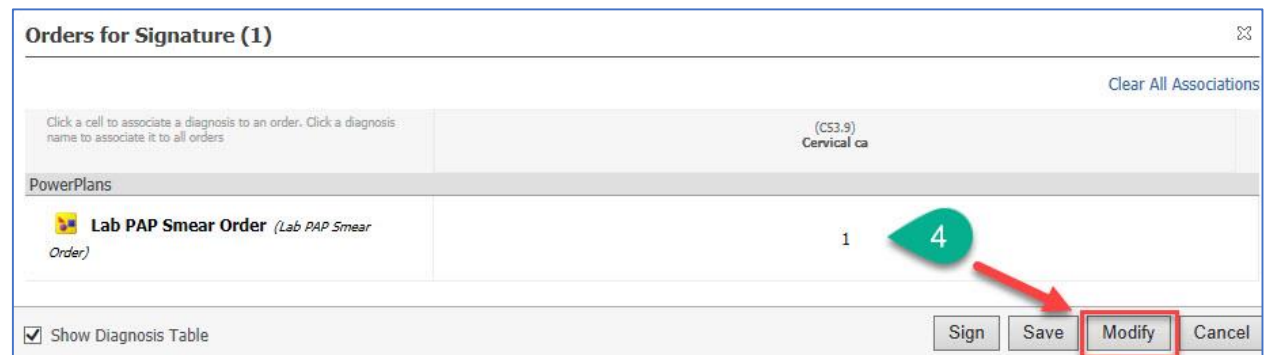 Orders for Signature (1)
Clear All Associations
Click a cell to associate a diagnosis to an order. Click a diagnosis
name to associate it to all orders
(C53.9)
Cervical ca
PowerPlans
Lab PAP Smear Order (Lab PAP Smear
Order)
1
4
Show Diagnosis Table
Sign Save Modify Cancel